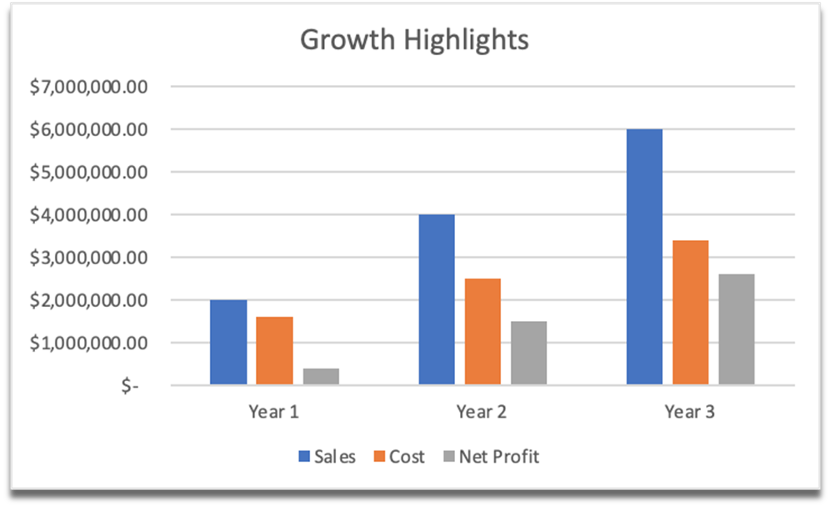 Growth Highlights
$7,000,000.00
$6,000,000.00
$5,000,000.00
$4,000,000.00
$3,000,000.00
$2,000,000.00
$1,000,000.00
$-
Year 1 Year 2 Year 3
Sales Cost Net Profit